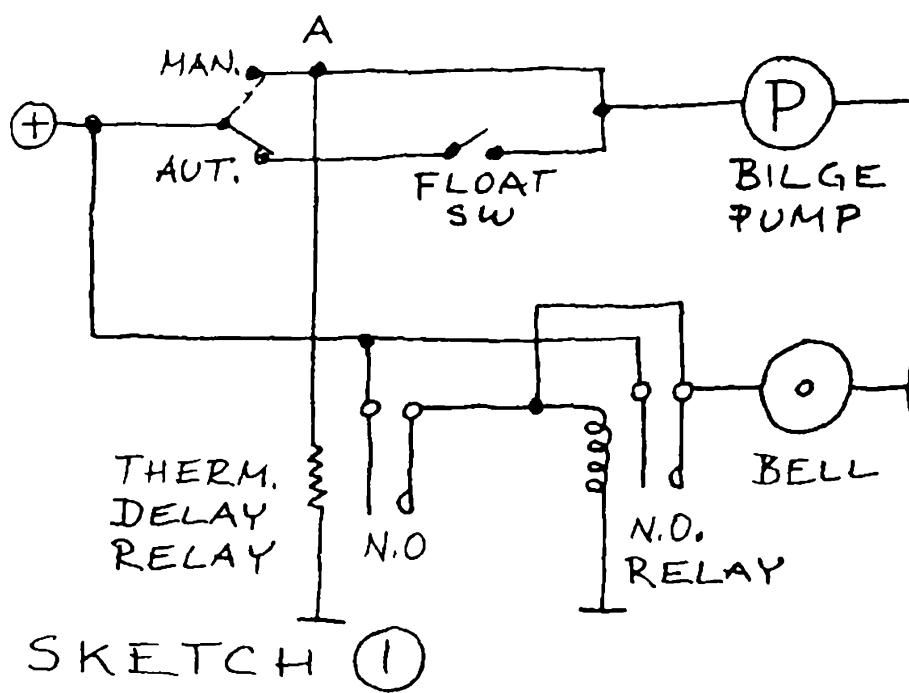 A
MAN.
+
AUT.
FLOAT
SW
P
BILGE
PUMP
THERM.
DELAY
RELAY
N.O
N.O.
RELAY
BELL
SKETCH 1